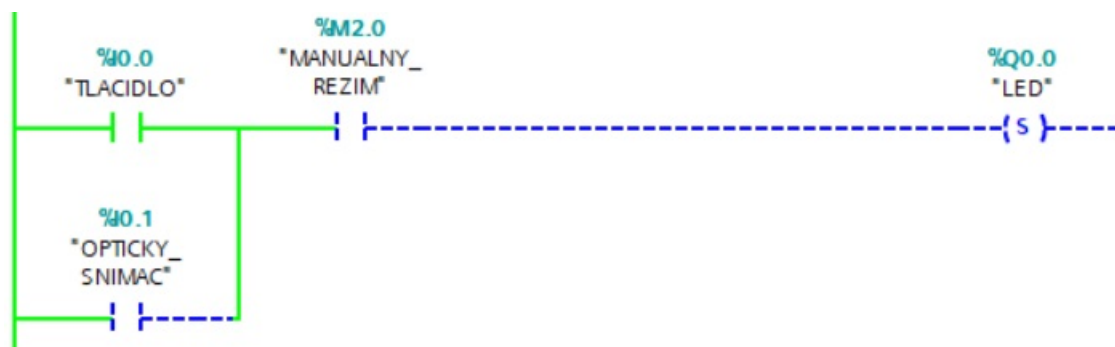 %I0.0
"TLACIDLO"
%M2.0
"MANUALNY_
REZIM"
%Q0.0
"LED"
S
%I0.1
"OPTICKY_
SNIMAC"